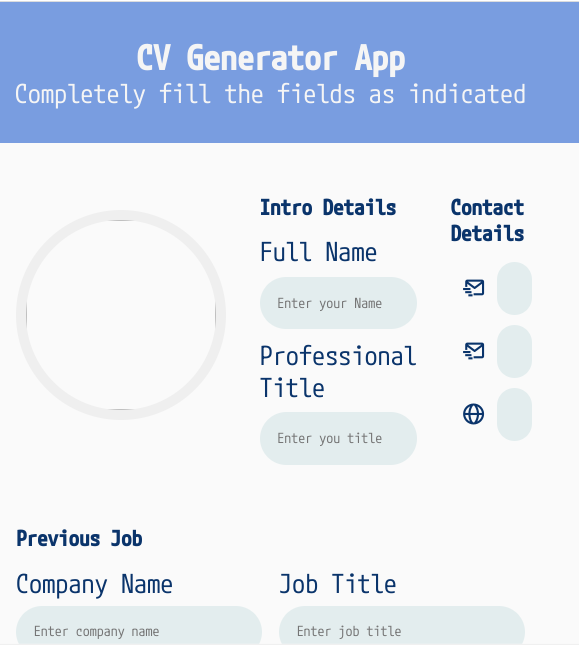 CV Generator App
Completely fill the fields as indicated
Intro Details
Full Name
Enter your Name
Professional
Title
Enter you title
Contact
Details
Previous Job
Company Name
Enter company name
Job Title
Enter job title